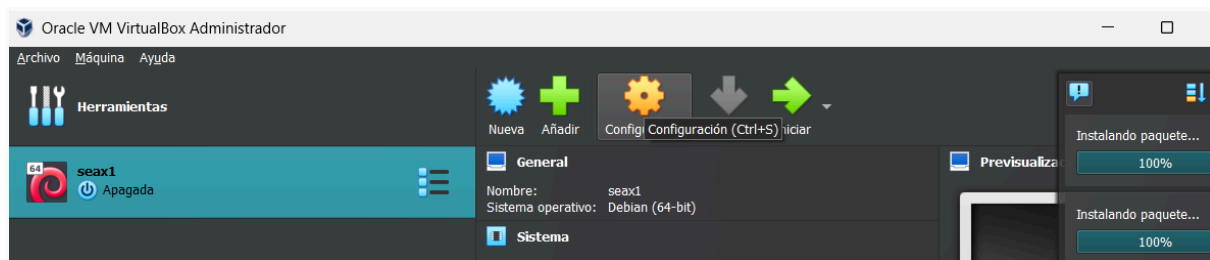 Oracle VM VirtualBox Administrador
Archivo Máquina Ayuda
Herramientas
Nueva Añadir Configuración (Ctrl+S)
64
seax1
Apagada
General
Nombre: seax1
Sistema operativo: Debian (64-bit)
Sistema
Instalando paquete...
100%
Instalando paquete...
100%